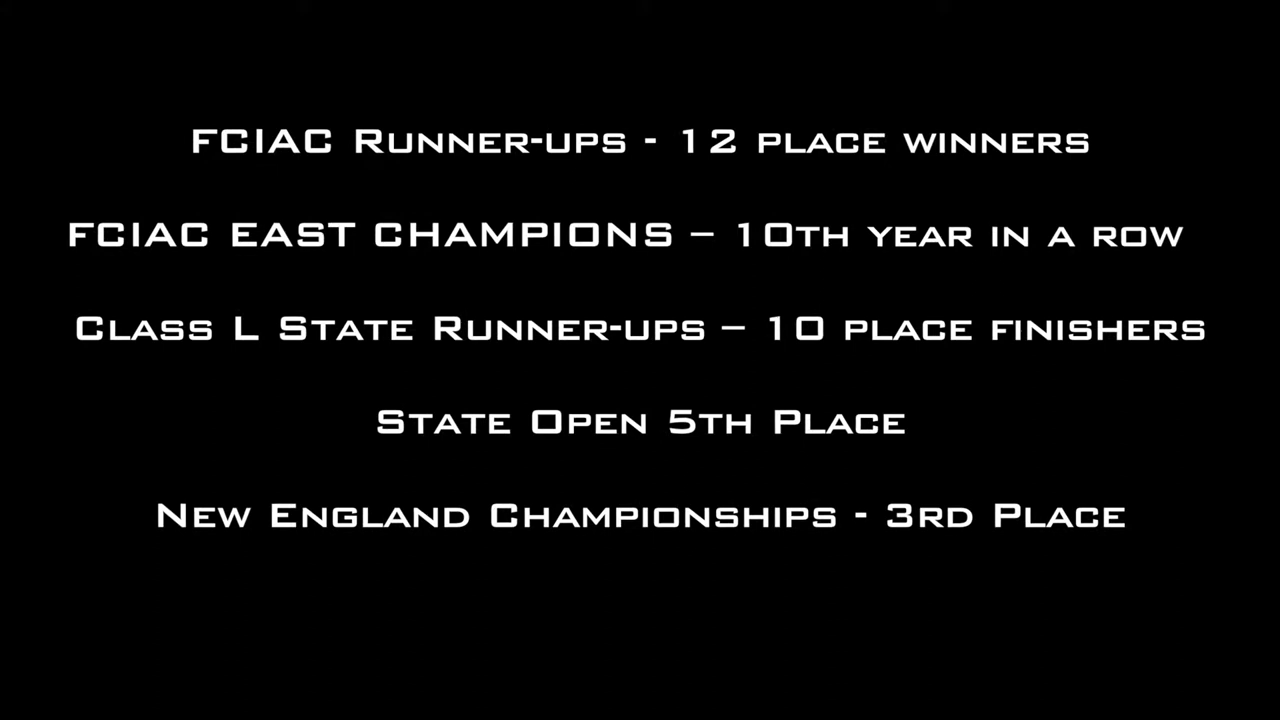 FCIAC Runner-ups - 12 place winners
FCIAC EAST CHAMPIONS – 10th year in a row
Class L State Runner-ups – 10 place finishers
State Open 5th Place
New England Championships - 3rd Place